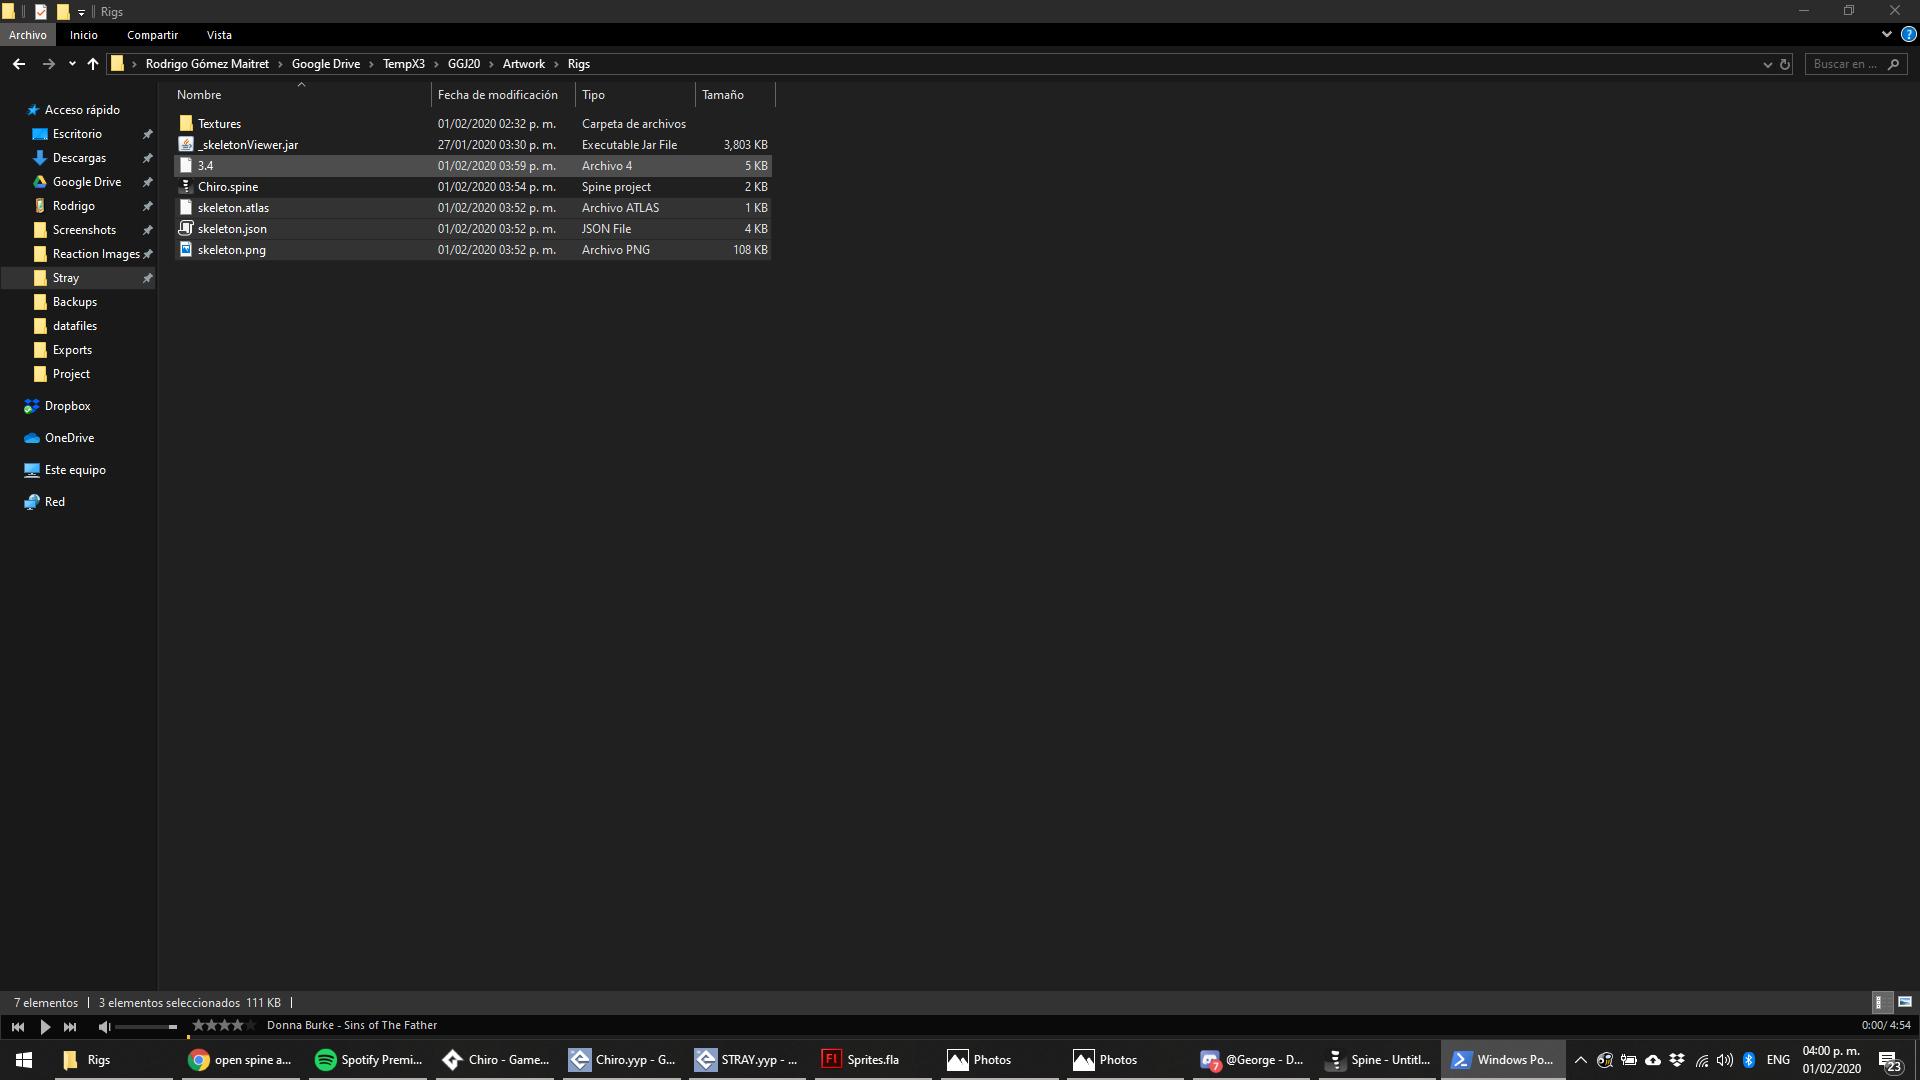 Rigs
Archivo Inicio Compartir Vista
Rodrigo Gómez Maitret Google Drive TempX3 GGJ20 Artwork Rigs Buscar en ...
Nombre Fecha de modificación Tipo Tamaño
Textures 01/02/2020 02:32 p. m. Carpeta de archivos
_skeletonViewer.jar 27/01/2020 03:30 p. m. Executable Jar File 3,803 KB
3.4 01/02/2020 03:59 p. m. Archivo 4 5 KB
Chiro.spine 01/02/2020 03:54 p. m. Spine project 2 KB
skeleton.atlas 01/02/2020 03:52 p. m. Archivo ATLAS 1 KB
skeleton.json 01/02/2020 03:52 p. m. JSON File 4 KB
skeleton.png 01/02/2020 03:52 p. m. Archivo PNG 108 KB
Acceso rápido
Escritorio
Descargas
Google Drive
Rodrigo
Screenshots
Reaction Images
Stray
Backups
datafiles
Exports
Project
Dropbox
OneDrive
Este equipo
Red
7 elementos 3 elementos seleccionados 111 KB
Donna Burke - Sins of The Father 0:00/ 4:54
Rigs open spine a... Spotify Premi... Chiro - Game... Chiro.yyp - G... STRAY.yyp - ... Fl Sprites.fla Photos Photos 7 @George - D... Spine - Untitl... Windows Po... ENG 04:00 p. m.
01/02/2020 23